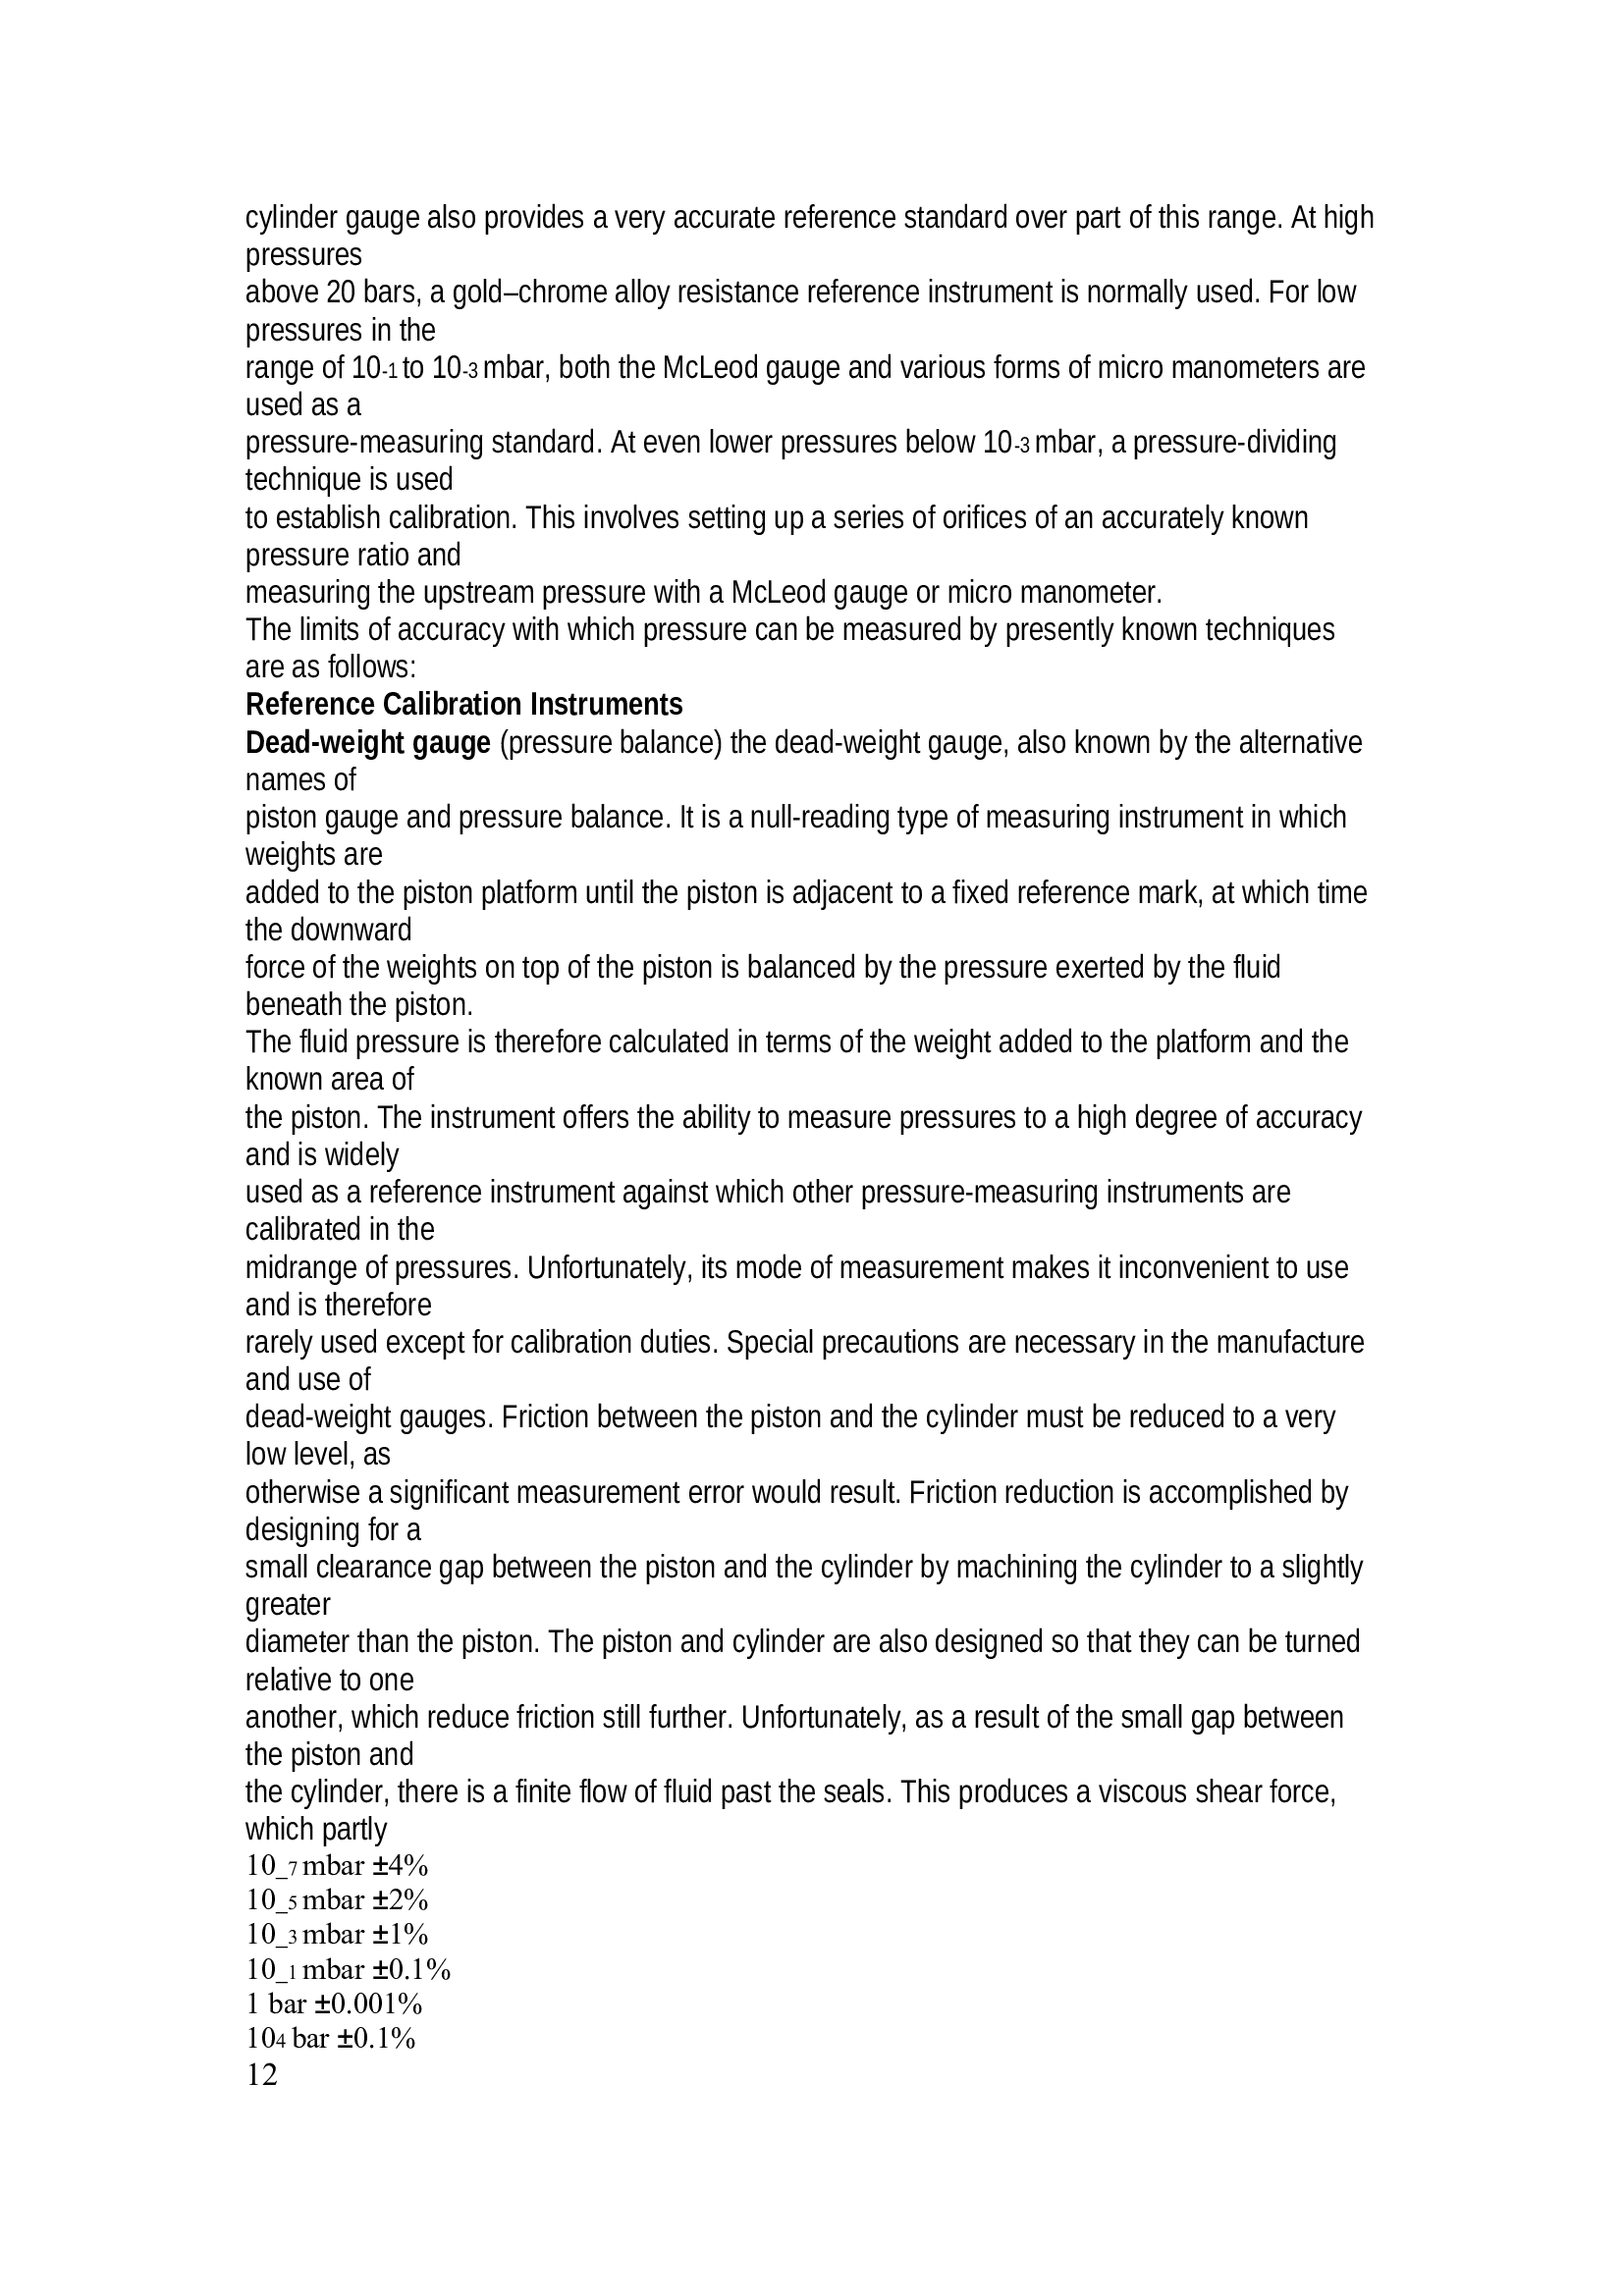 cylinder gauge also provides a very accurate reference standard over part of this range. At high
pressures
above 20 bars, a gold–chrome alloy resistance reference instrument is normally used. For low
pressures in the
range of 10-1 to 10-3 mbar, both the McLeod gauge and various forms of micro manometers are
used as a
pressure-measuring standard. At even lower pressures below 10-3 mbar, a pressure-dividing
technique is used
to establish calibration. This involves setting up a series of orifices of an accurately known
pressure ratio and
measuring the upstream pressure with a McLeod gauge or micro manometer.
The limits of accuracy with which pressure can be measured by presently known techniques
are as follows:
Reference Calibration Instruments
Dead-weight gauge (pressure balance) the dead-weight gauge, also known by the alternative
names of
piston gauge and pressure balance. It is a null-reading type of measuring instrument in which
weights are
added to the piston platform until the piston is adjacent to a fixed reference mark, at which time
the downward
force of the weights on top of the piston is balanced by the pressure exerted by the fluid
beneath the piston.
The fluid pressure is therefore calculated in terms of the weight added to the platform and the
known area of
the piston. The instrument offers the ability to measure pressures to a high degree of accuracy
and is widely
used as a reference instrument against which other pressure-measuring instruments are
calibrated in the
midrange of pressures. Unfortunately, its mode of measurement makes it inconvenient to use
and is therefore
rarely used except for calibration duties. Special precautions are necessary in the manufacture
and use of
dead-weight gauges. Friction between the piston and the cylinder must be reduced to a very
low level, as
otherwise a significant measurement error would result. Friction reduction is accomplished by
designing for a
small clearance gap between the piston and the cylinder by machining the cylinder to a slightly
greater
diameter than the piston. The piston and cylinder are also designed so that they can be turned
relative to one
another, which reduce friction still further. Unfortunately, as a result of the small gap between
the piston and
the cylinder, there is a finite flow of fluid past the seals. This produces a viscous shear force,
which partly
10_7 mbar ±4%
10_5 mbar ±2%
10_3 mbar ±1%
10_1 mbar ±0.1%
1 bar ±0.001%
104 bar ±0.1%
12